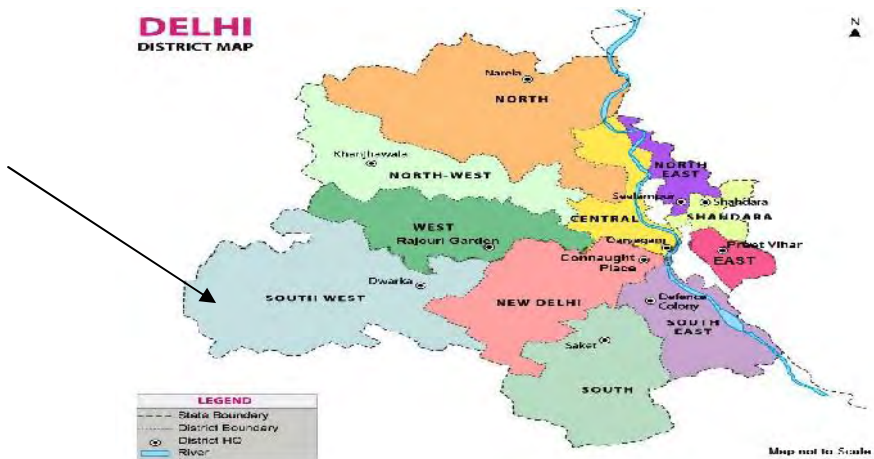 DELHI
DISTRICT MAP
N
Narela
NORTH
Khanjhawala
NORTH-WEST
NORTH
EAST
Seelampur
Shahdara
SHANDARA
CENTRAL
WEST
Rajouri Garden
Daryaganj
Preet Vihar
EAST
Connaught
Place
Dwarka
SOUTH WEST
NEW DELHI
Defence
Colony
SOUTH
EAST
Saket
SOUTH
LEGEND
State Boundary
District Boundary
District HQ
River
Map not to Scale